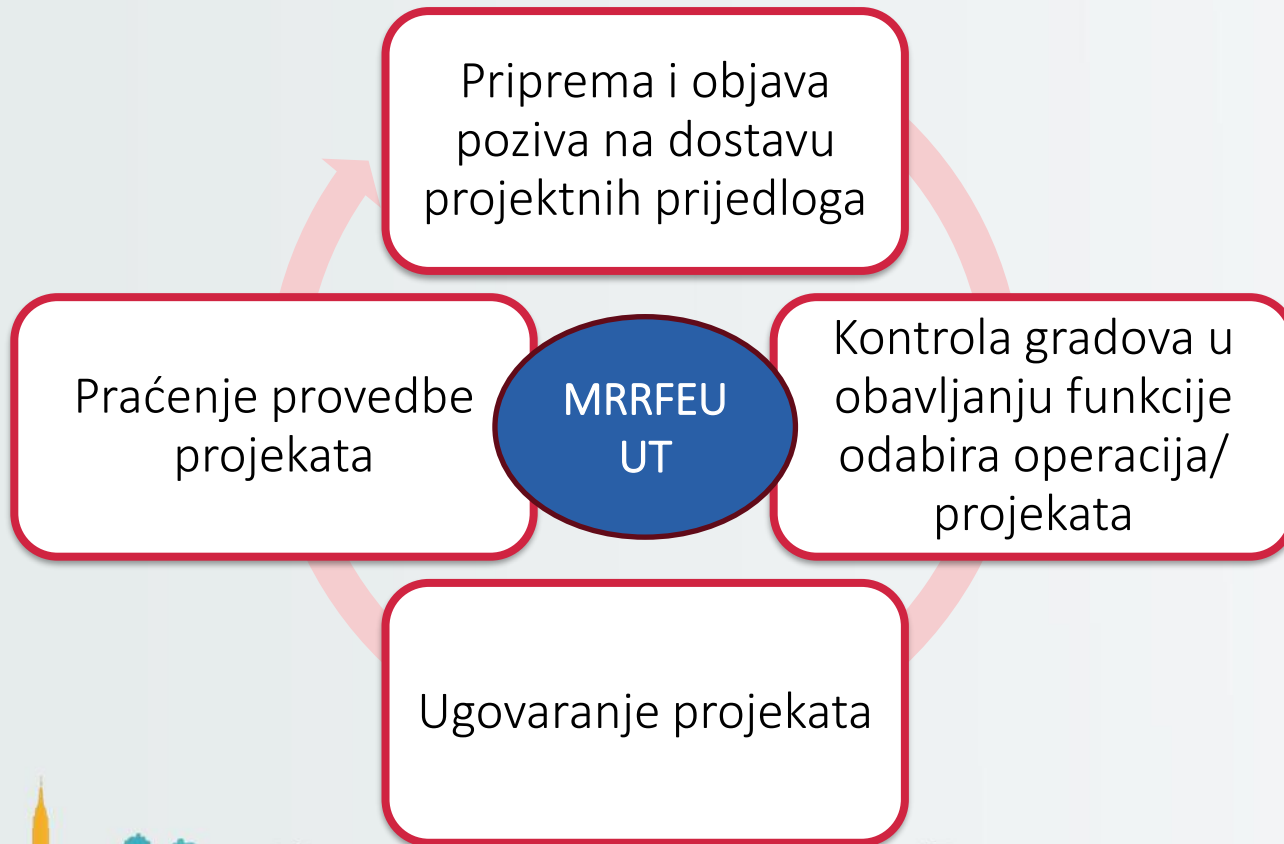 Priprema i objava
poziva na dostavu
projektnih prijedloga
Kontrola gradova u
obavljanju funkcije
odabira operacija/
projekata
Praćenje provedbe
projekata
MRRFEU
UT
Ugovaranje projekata